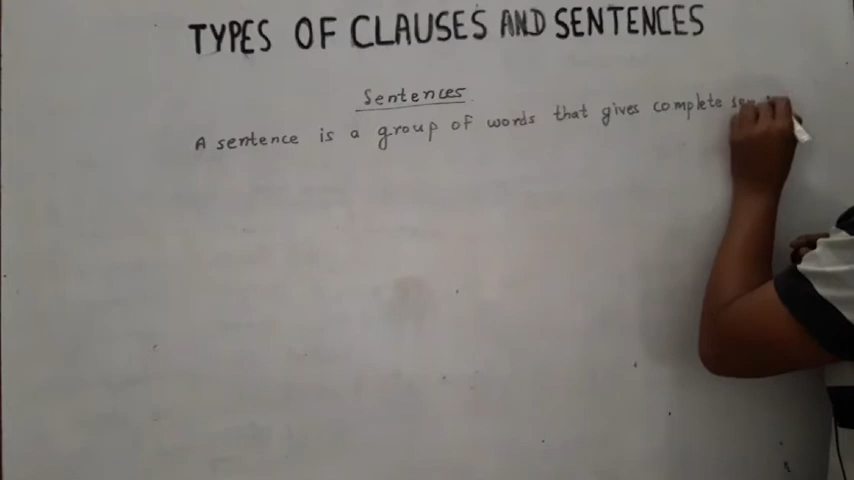 TYPES OF CLAUSES AND SENTENCES
Sentences
A sentence is a group of words that gives complete